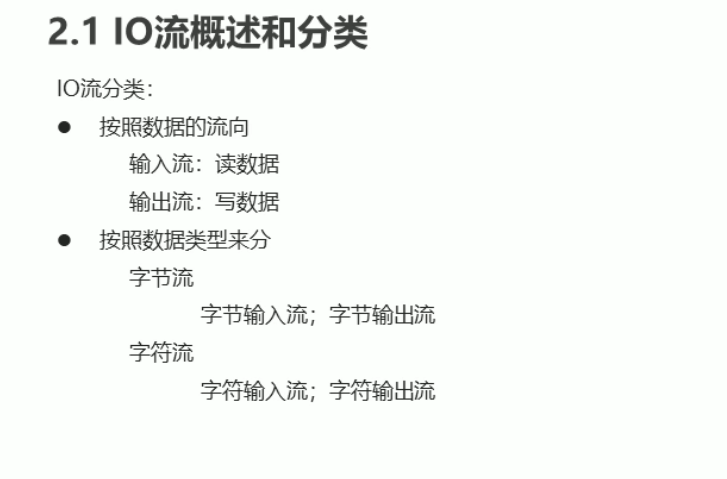 2.1 IO流概述和分类
IO流分类：
● 按照数据的流向
输入流：读数据
输出流：写数据
● 按照数据类型来分
字节流
字节输入流；字节输出流
字符流
字符输入流；字符输出流